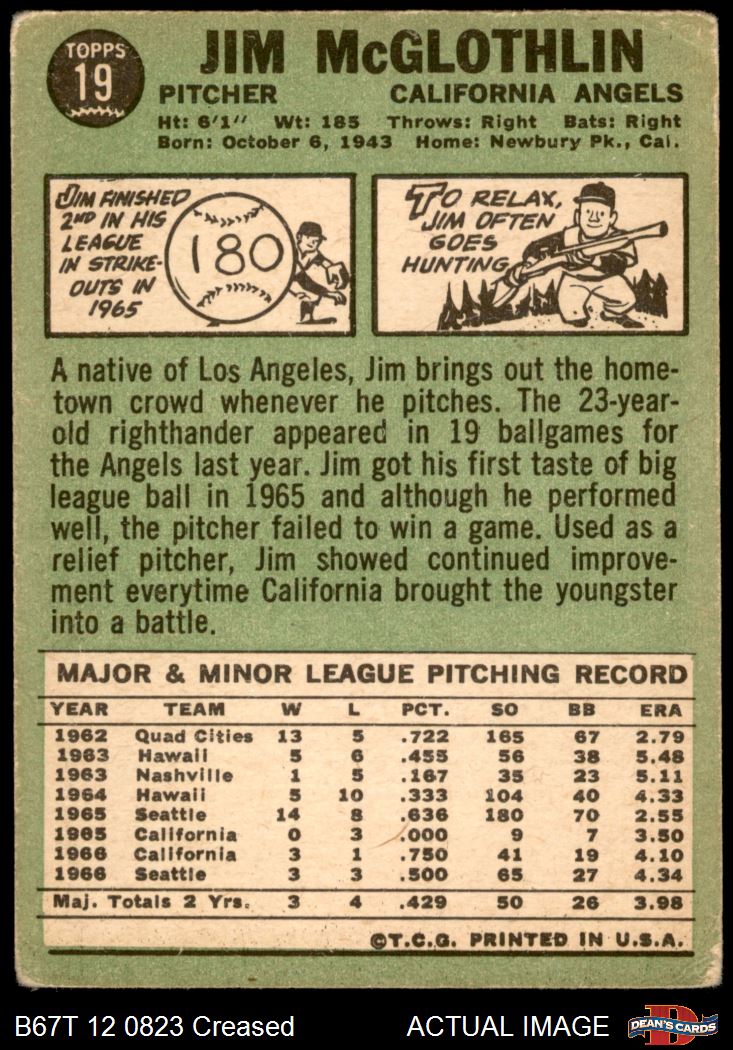 TOPPS
19
JIM McGLOTHLIN
PITCHER CALIFORNIA ANGELS
Ht: 6'1" Wt: 185 Throws: Right Bats: Right
Born: October 6, 1943 Home: Newbury Pk., Cal.
JIM FINISHED
2ND IN HIS
LEAGUE
IN STRIKE-
OUTS IN
1965
180
TO RELAX,
JIM OFTEN
GOES
HUNTING
A native of Los Angeles, Jim brings out the home-
town crowd whenever he pitches. The 23-year-
old righthander appeared in 19 ballgames for
the Angels last year. Jim got his first taste of big
league ball in 1965 and although he performed
well, the pitcher failed to win a game. Used as a
relief pitcher, Jim showed continued improve-
ment everytime California brought the youngster
into a battle.
MAJOR & MINOR LEAGUE PITCHING RECORD
YEAR TEAM W L PCT. SO BB ERA
1962 Quad Cities 13 5 .722 165 67 2.79
1963 Hawaii 5 6 .455 56 38 5.48
1963 Nashville 1 5 .167 35 23 5.11
1964 Hawaii 5 10 .333 104 40 4.33
1965 Seattle 14 8 .636 180 70 2.55
1965 California 0 3 .000 9 7 3.50
1966 California 3 1 .750 41 19 4.10
1966 Seattle 3 3 .500 65 27 4.34
Maj. Totals 2 Yrs. 3 4 .429 50 26 3.98
©T.C.G. PRINTED IN U.S.A.
B67T 12 0823 Creased ACTUAL IMAGE
D
DEAN'S CARDS